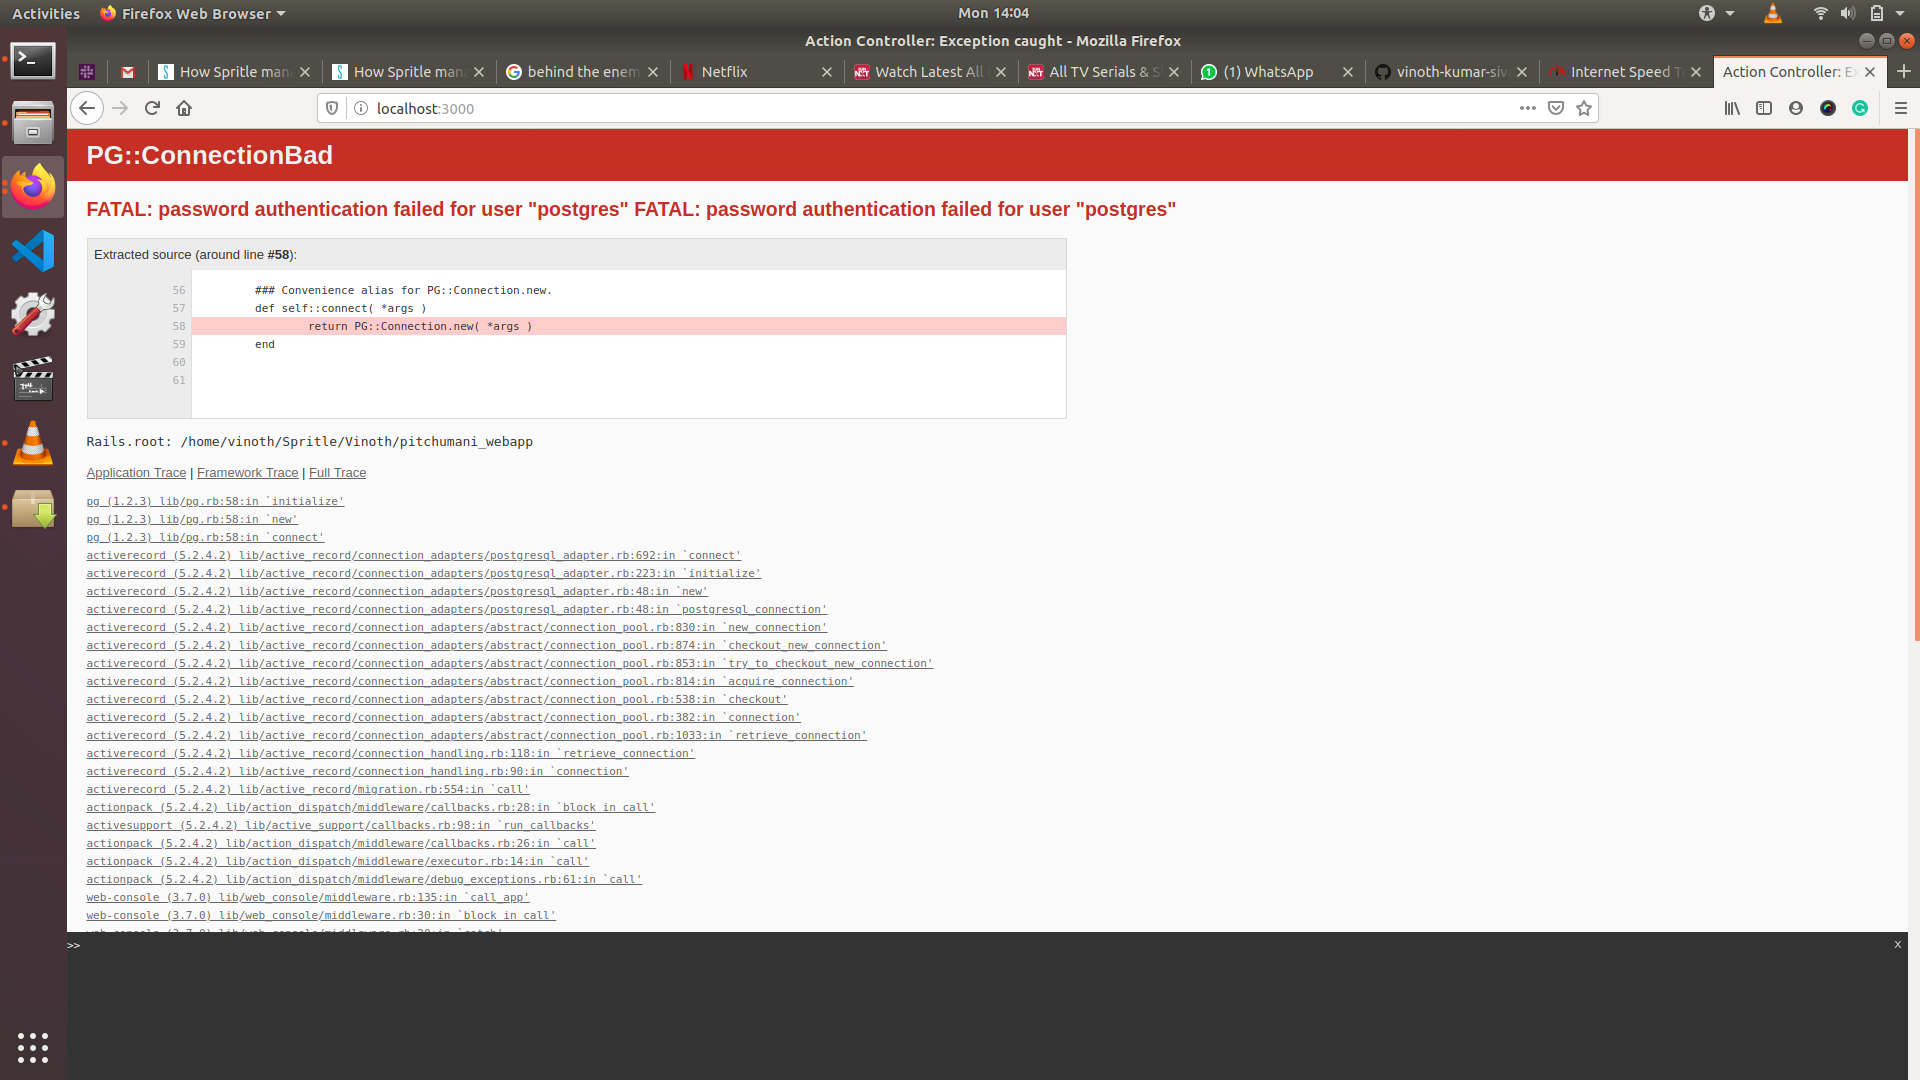 Activities Firefox Web Browser Mon 14:04
Action Controller: Exception caught - Mozilla Firefox
How Spritle man How Spritle man behind the enem Netflix Watch Latest All All TV Serials & S (1) WhatsApp vinoth-kumar-siv Internet Speed T Action Controller: Ex
localhost:3000
PG::ConnectionBad
FATAL: password authentication failed for user "postgres" FATAL: password authentication failed for user "postgres"
Extracted source (around line #58):
56 ### Convenience alias for PG::Connection.new.
57 def self::connect( *args )
58 return PG::Connection.new( *args )
59 end
60
61
Rails.root: /home/vinoth/Spritle/Vinoth/pitchumani_webapp
Application Trace | Framework Trace | Full Trace
pg (1.2.3) lib/pg.rb:58:in `initialize'
pg (1.2.3) lib/pg.rb:58:in `new'
pg (1.2.3) lib/pg.rb:58:in `connect'
activerecord (5.2.4.2) lib/active_record/connection_adapters/postgresql_adapter.rb:692:in `connect'
activerecord (5.2.4.2) lib/active_record/connection_adapters/postgresql_adapter.rb:223:in `initialize'
activerecord (5.2.4.2) lib/active_record/connection_adapters/postgresql_adapter.rb:48:in `new'
activerecord (5.2.4.2) lib/active_record/connection_adapters/postgresql_adapter.rb:48:in `postgresql_connection'
activerecord (5.2.4.2) lib/active_record/connection_adapters/abstract/connection_pool.rb:830:in `new_connection'
activerecord (5.2.4.2) lib/active_record/connection_adapters/abstract/connection_pool.rb:874:in `checkout_new_connection'
activerecord (5.2.4.2) lib/active_record/connection_adapters/abstract/connection_pool.rb:853:in `try_to_checkout_new_connection'
activerecord (5.2.4.2) lib/active_record/connection_adapters/abstract/connection_pool.rb:814:in `acquire_connection'
activerecord (5.2.4.2) lib/active_record/connection_adapters/abstract/connection_pool.rb:538:in `checkout'
activerecord (5.2.4.2) lib/active_record/connection_adapters/abstract/connection_pool.rb:382:in `connection'
activerecord (5.2.4.2) lib/active_record/connection_adapters/abstract/connection_pool.rb:1033:in `retrieve_connection'
activerecord (5.2.4.2) lib/active_record/connection_handling.rb:118:in `retrieve_connection'
activerecord (5.2.4.2) lib/active_record/connection_handling.rb:90:in `connection'
activerecord (5.2.4.2) lib/active_record/migration.rb:554:in `call'
actionpack (5.2.4.2) lib/action_dispatch/middleware/callbacks.rb:28:in `block in call'
activesupport (5.2.4.2) lib/active_support/callbacks.rb:98:in `run_callbacks'
actionpack (5.2.4.2) lib/action_dispatch/middleware/callbacks.rb:26:in `call'
actionpack (5.2.4.2) lib/action_dispatch/middleware/executor.rb:14:in `call'
actionpack (5.2.4.2) lib/action_dispatch/middleware/debug_exceptions.rb:61:in `call'
web-console (3.7.0) lib/web_console/middleware.rb:135:in `call_app'
web-console (3.7.0) lib/web_console/middleware.rb:30:in `block in call'
>> x